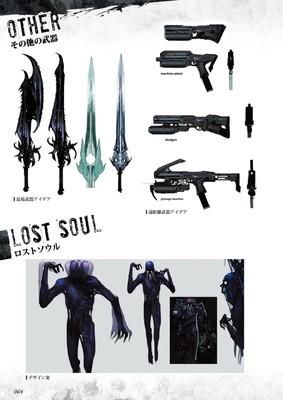 OTHER
その他の武器
machine pistol
shotgun
grenage launcher
近接武器アイデア
遠距離武器アイデア
LOST SOUL
ロストソウル
デザイン案
064